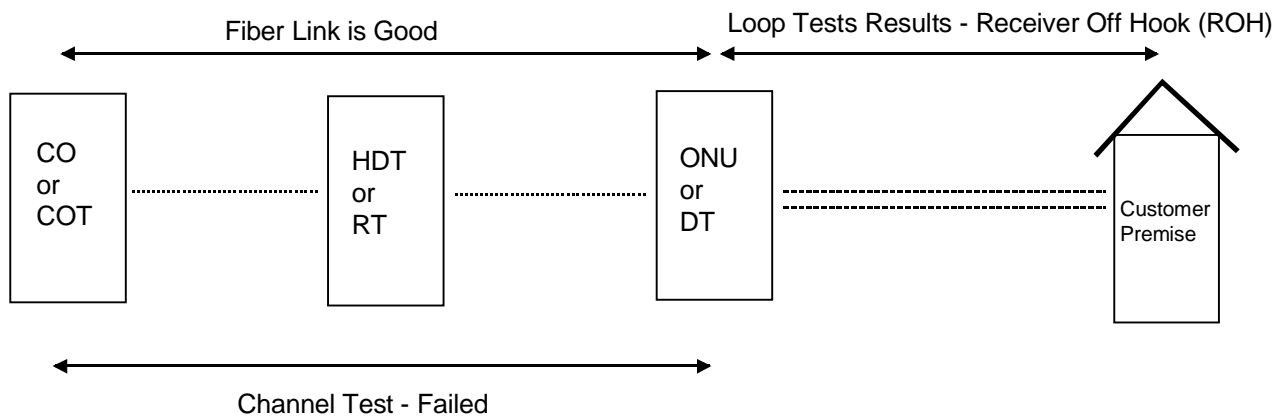 Fiber Link is Good
Loop Tests Results - Receiver Off Hook (ROH)
CO
or
COT
HDT
or
RT
ONU
or
DT
Customer
Premise
Channel Test - Failed